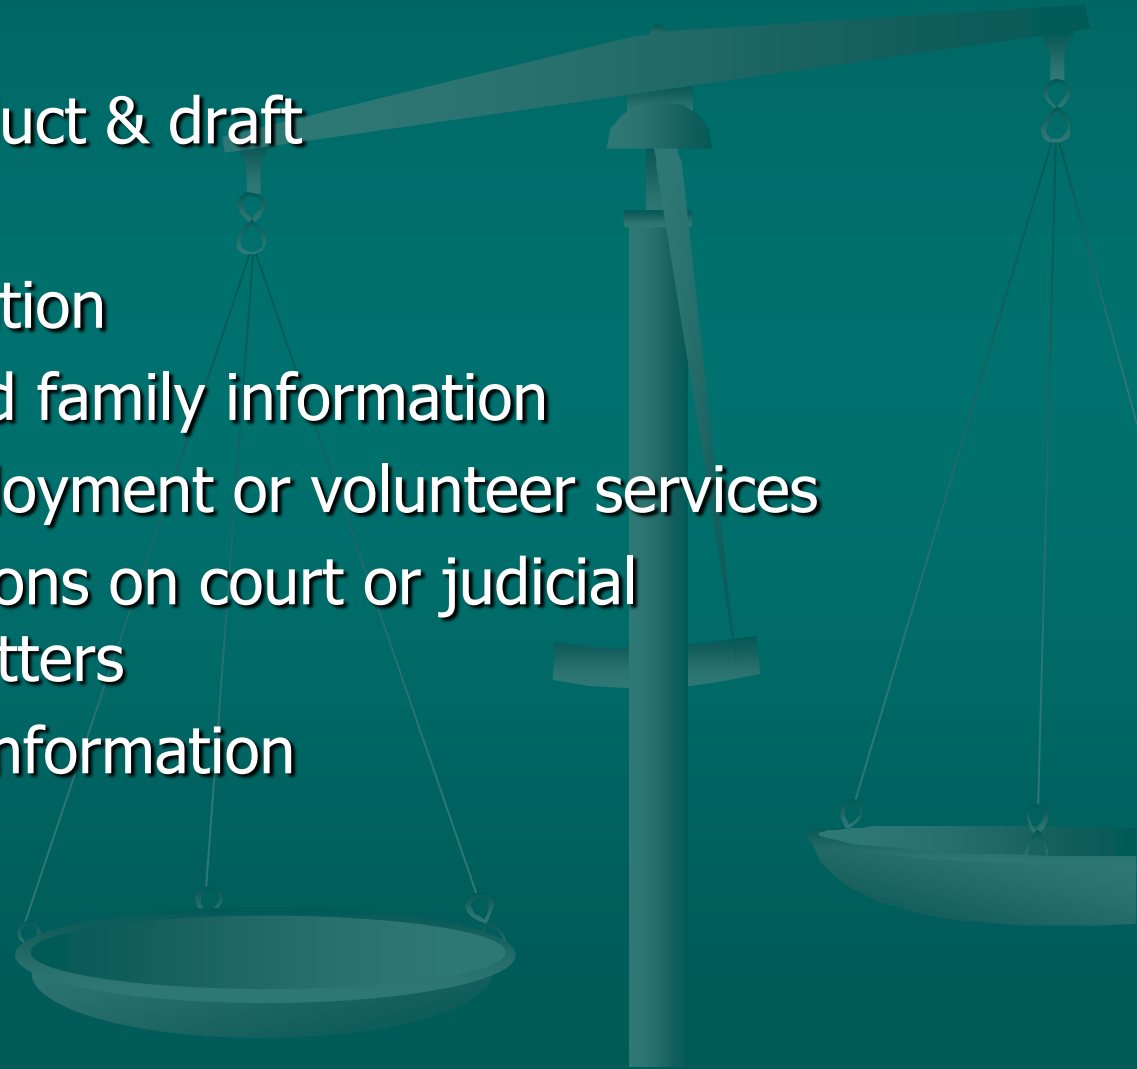 uct & draft
tion
d family information
loyment or volunteer services
ons on court or judicial
tters
nformation